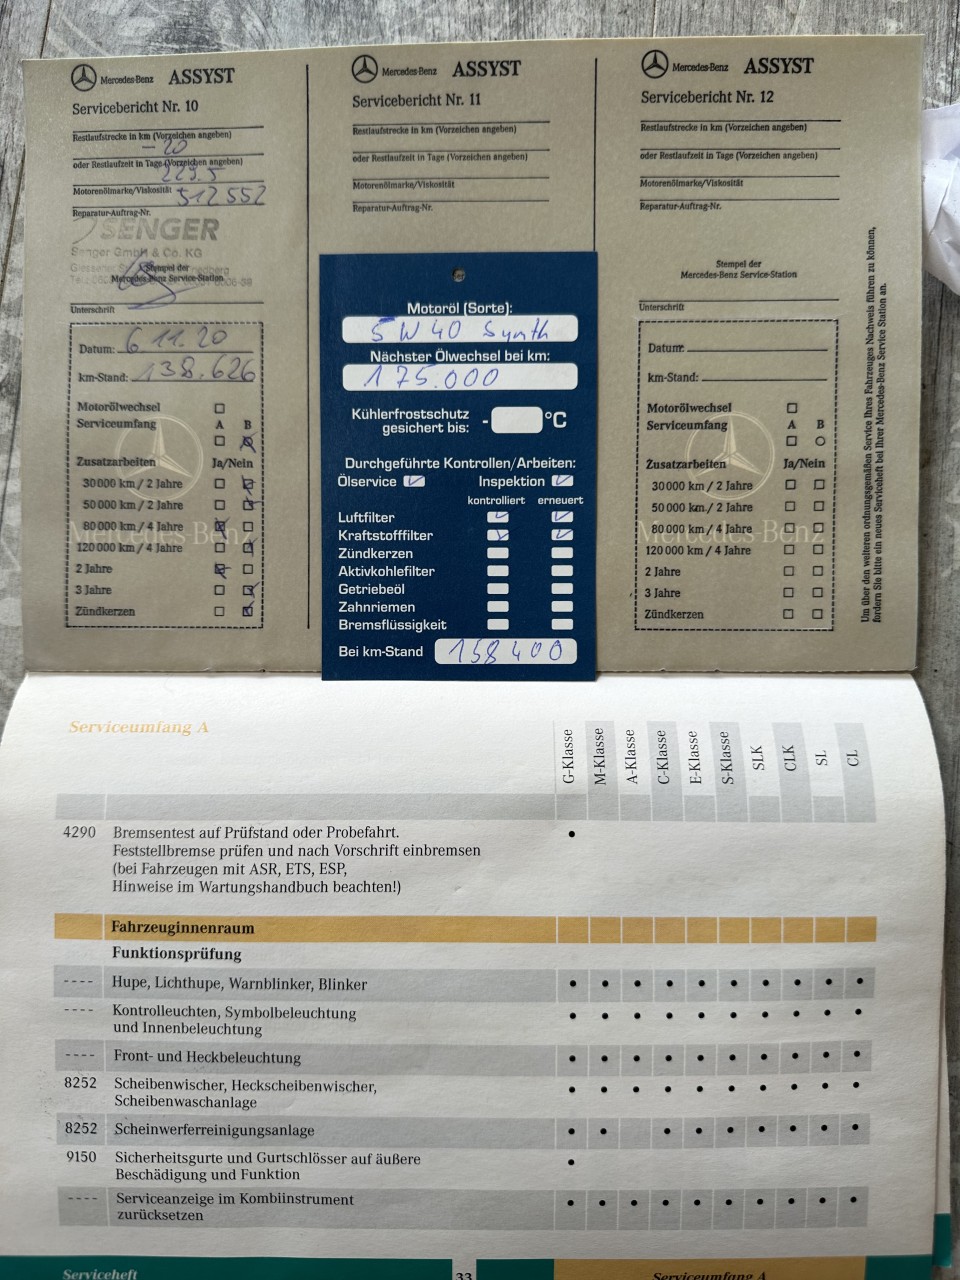 Mercedes-Benz ASSYST
Servicebericht Nr. 10
Restlaufstrecke in km (Vorzeichen angeben)
- 20
oder Restlaufzeit in Tage (Vorzeichen angeben)
229.5
Motorenölmarke/Viskosität 512552
Reparatur-Auftrag-Nr.
SENGER
Senger GmbH & Co. KG
Stempel der
Mercedes-Benz Service-Station
Unterschrift
Datum: 6.11.20
km-Stand: 138.626
Motorölwechsel
Serviceumfang A B
Zusatzarbeiten Ja/Nein
30 000 km / 2 Jahre
50 000 km / 2 Jahre
80 000 km / 4 Jahre
120 000 km / 4 Jahre
2 Jahre
3 Jahre
Zündkerzen
Mercedes-Benz
Mercedes-Benz ASSYST
Servicebericht Nr. 11
Restlaufstrecke in km (Vorzeichen angeben)
oder Restlaufzeit in Tage (Vorzeichen angeben)
Motorenölmarke/Viskosität
Reparatur-Auftrag-Nr.
Motoröl (Sorte):
5 W 40 Synth
Nächster Ölwechsel bei km:
175.000
Kühlerfrostschutz
gesichert bis: - °C
Durchgeführte Kontrollen/Arbeiten:
Ölservice Inspektion
kontrolliert erneuert
Luftfilter
Kraftstofffilter
Zündkerzen
Aktivkohlefilter
Getriebeöl
Zahnriemen
Bremsflüssigkeit
Bei km-Stand 158400
Mercedes-Benz ASSYST
Servicebericht Nr. 12
Restlaufstrecke in km (Vorzeichen angeben)
oder Restlaufzeit in Tage (Vorzeichen angeben)
Motorenölmarke/Viskosität
Reparatur-Auftrag-Nr.
Stempel der
Mercedes-Benz Service-Station
Unterschrift
Datum:
km-Stand:
Motorölwechsel
Serviceumfang A B
Zusatzarbeiten Ja/Nein
30 000 km / 2 Jahre
50 000 km / 2 Jahre
80 000 km / 4 Jahre
120 000 km / 4 Jahre
2 Jahre
3 Jahre
Zündkerzen
Mercedes-Benz
Um über den weiteren ordnungsgemäßen Service Ihres Fahrzeuges Nachweis führen zu können,
fordern Sie bitte ein neues Serviceheft bei Ihrer Mercedes-Benz Service Station an.
Serviceumfang A
G-Klasse M-Klasse A-Klasse C-Klasse E-Klasse S-Klasse SLK CLK SL CL
4290 Bremsentest auf Prüfstand oder Probefahrt. •
Feststellbremse prüfen und nach Vorschrift einbremsen
(bei Fahrzeugen mit ASR, ETS, ESP,
Hinweise im Wartungshandbuch beachten!)
Fahrzeuginnenraum
Funktionsprüfung
---- Hupe, Lichthupe, Warnblinker, Blinker • • • • • • • • • •
---- Kontrolleuchten, Symbolbeleuchtung • • • • • • • • • •
und Innenbeleuchtung
---- Front- und Heckbeleuchtung • • • • • • • • • •
8252 Scheibenwischer, Heckscheibenwischer, • • • • • • • • • •
Scheibenwaschanlage
8252 Scheinwerferreinigungsanlage • • • • • • • • •
9150 Sicherheitsgurte und Gurtschlösser auf äußere •
Beschädigung und Funktion
---- Serviceanzeige im Kombiinstrument • • • • • • • • • •
zurücksetzen
Serviceheft 33 Serviceumfang A